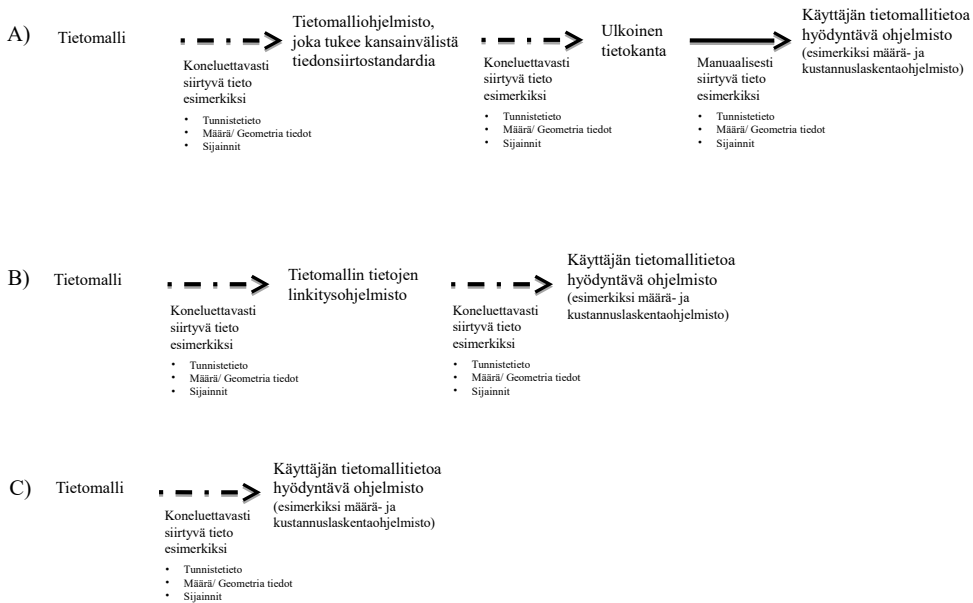 A)
Tietomalli
Koneluettavasti
siirtyvä tieto
esimerkiksi
• Tunnistetieto
• Määrä/ Geometria tiedot
• Sijainnit
Tietomalliohjelmisto,
joka tukee kansainvälistä
tiedonsiirtostandardia
Koneluettavasti
siirtyvä tieto
esimerkiksi
• Tunnistetieto
• Määrä/ Geometria tiedot
• Sijainnit
Ulkoinen
tietokanta
Manuaalisesti
siirtyvä tieto
esimerkiksi
• Tunnistetieto
• Määrä/ Geometria tiedot
• Sijainnit
Käyttäjän tietomallitietoa
hyödyntävä ohjelmisto
(esimerkiksi määrä- ja
kustannuslaskentaohjelmisto)
B)
Tietomalli
Koneluettavasti
siirtyvä tieto
esimerkiksi
• Tunnistetieto
• Määrä/ Geometria tiedot
• Sijainnit
Tietomallin tietojen
linkitysohjelmisto
Koneluettavasti
siirtyvä tieto
esimerkiksi
• Tunnistetieto
• Määrä/ Geometria tiedot
• Sijainnit
Käyttäjän tietomallitietoa
hyödyntävä ohjelmisto
(esimerkiksi määrä- ja
kustannuslaskentaohjelmisto)
C)
Tietomalli
Koneluettavasti
siirtyvä tieto
esimerkiksi
• Tunnistetieto
• Määrä/ Geometria tiedot
• Sijainnit
Käyttäjän tietomallitietoa
hyödyntävä ohjelmisto
(esimerkiksi määrä- ja
kustannuslaskentaohjelmisto)